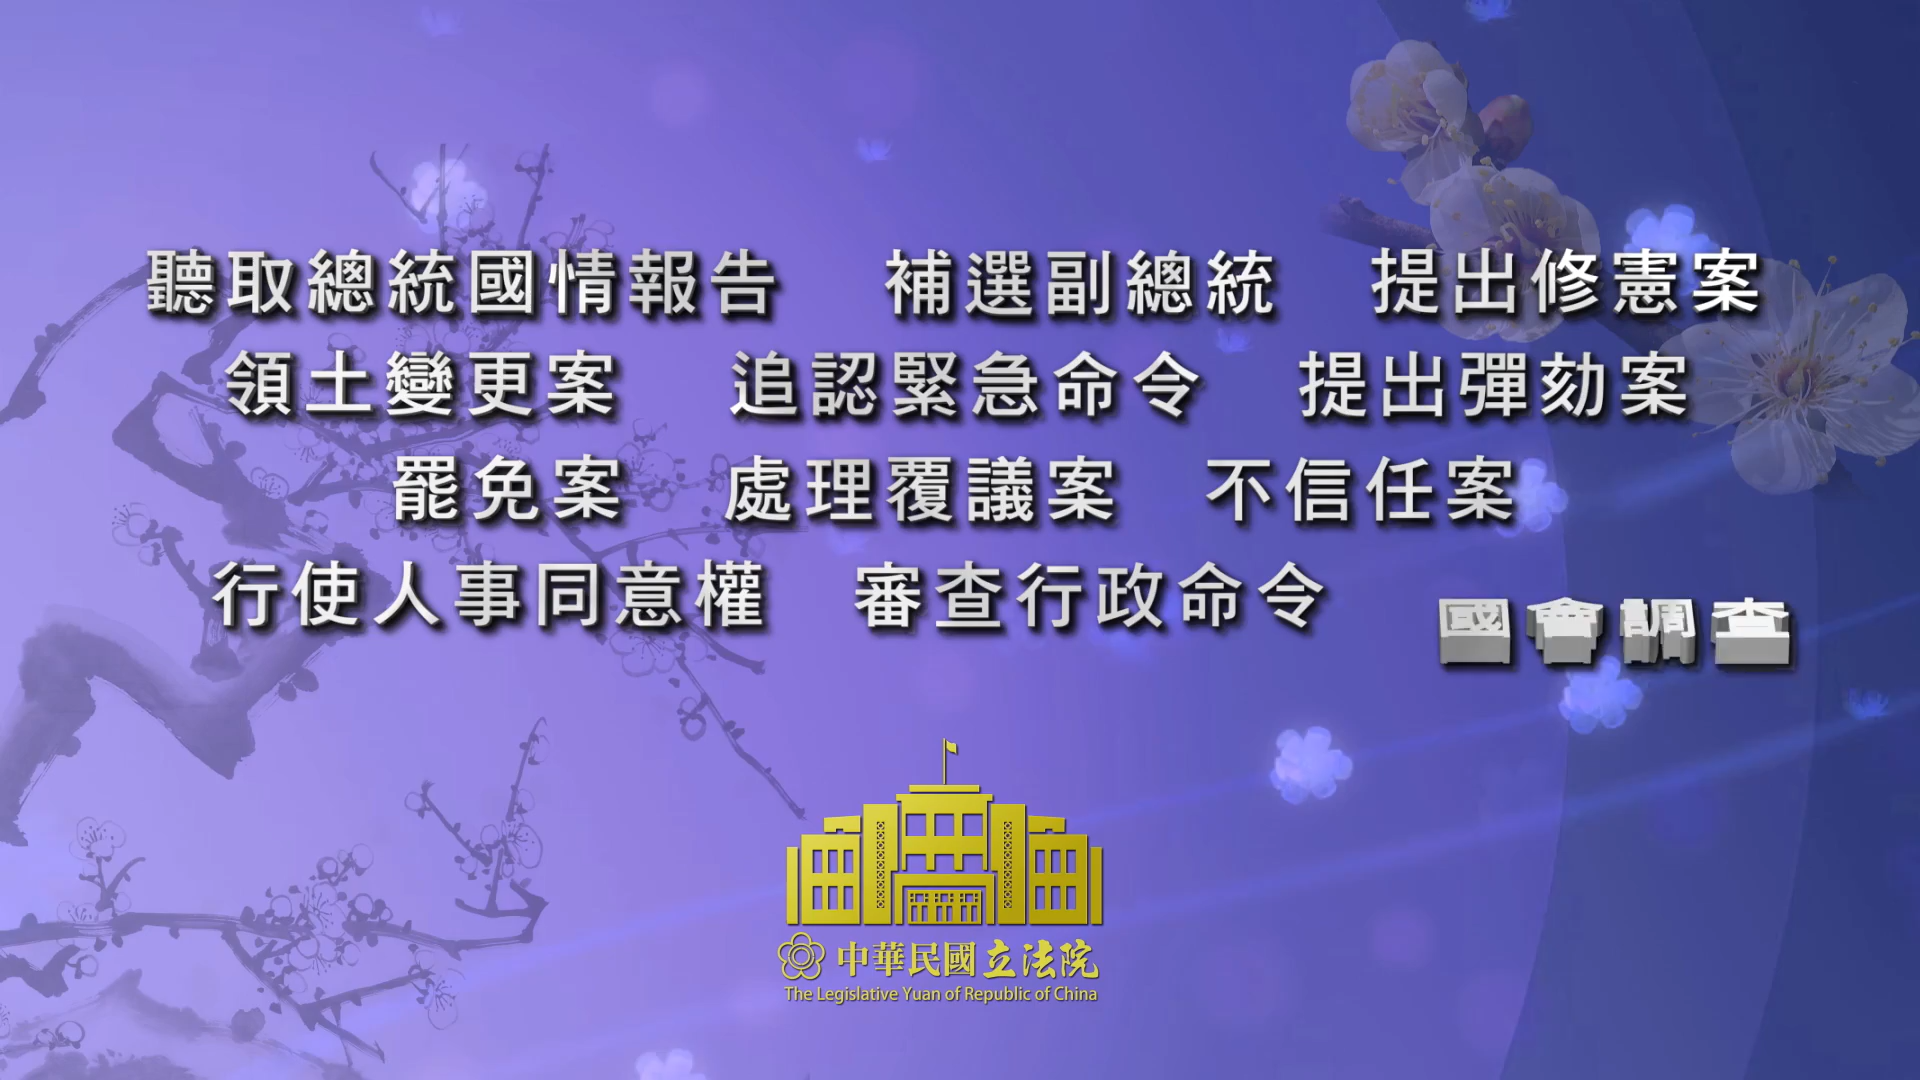 聽取總統國情報告 補選副總統 提出修憲案
領土變更案 追認緊急命令 提出彈劾案
罷免案 處理覆議案 不信任案
行使人事同意權 審查行政命令 國會調查
中華民國立法院
The Legislative Yuan of Republic of China